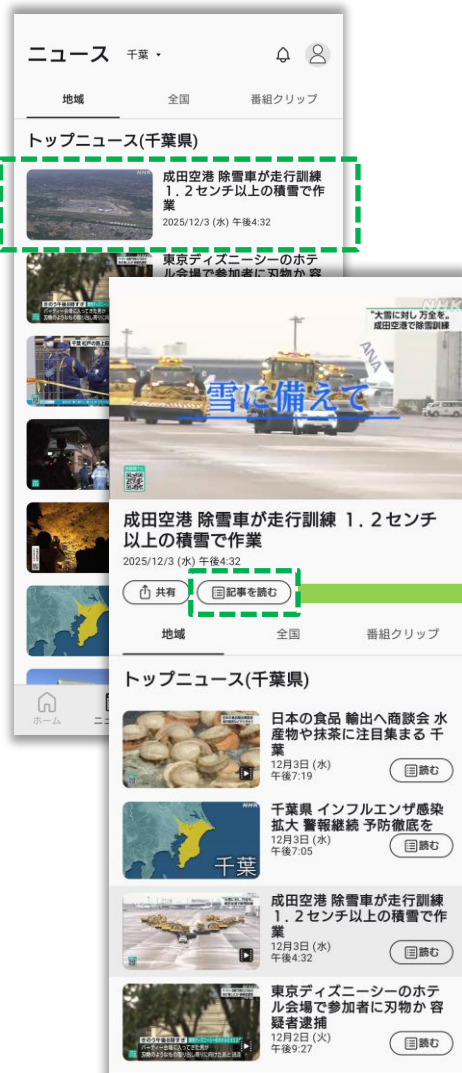 ニュース 千葉
地域 全国 番組クリップ
トップニュース(千葉県)
NHK
成田空港 除雪車が走行訓練
１．２センチ以上の積雪で作
業
2025/12/3 (水) 午後4:32
東京ディズニーシーのホテ
ル会場で参加者に刃物か 容
ホーム
NHK
“大雪に対し 万全を„
成田空港で除雪訓練
ANA
雪に備えて
成田空港 除雪車が走行訓練 １．２センチ
以上の積雪で作業
2025/12/3 (水) 午後4:32
共有 記事を読む
地域 全国 番組クリップ
トップニュース(千葉県)
日本の食品 輸出へ商談会 水
産物や抹茶に注目集まる 千
葉
12月3日 (水)
午後7:19
読む
NHK
千葉
千葉県 インフルエンザ感染
拡大 警報継続 予防徹底を
12月3日 (水)
午後7:05
読む
成田空港 除雪車が走行訓練
１．２センチ以上の積雪で作
業
12月3日 (水)
午後4:32
読む
東京ディズニーシーのホテ
ル会場で参加者に刃物か 容
疑者逮捕
12月2日 (火)
午後9:27
読む